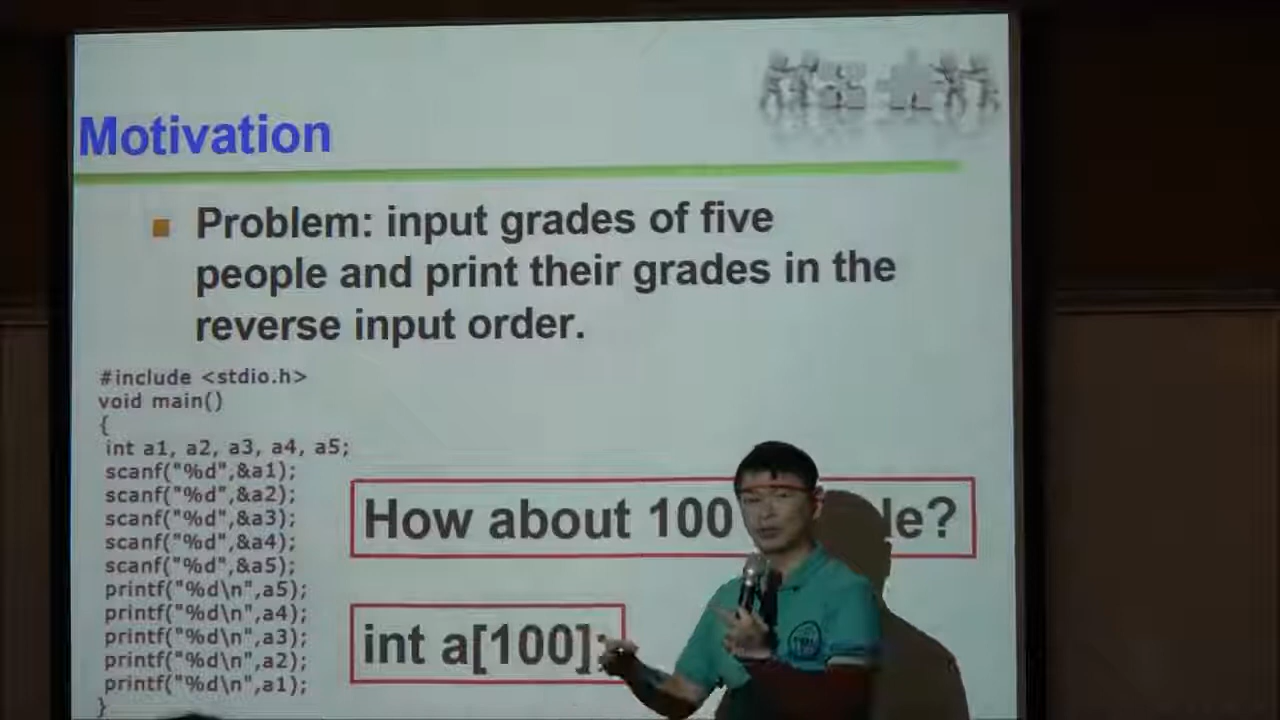 Motivation
Problem: input grades of five
people and print their grades in the
reverse input order.
#include <stdio.h>
void main()
{
int a1, a2, a3, a4, a5;
scanf("%d",&a1);
scanf("%d",&a2);
scanf("%d",&a3);
scanf("%d",&a4);
scanf("%d",&a5);
printf("%d\n",a5);
printf("%d\n",a4);
printf("%d\n",a3);
printf("%d\n",a2);
printf("%d\n",a1);
}
How about 100 le?
int a[100];